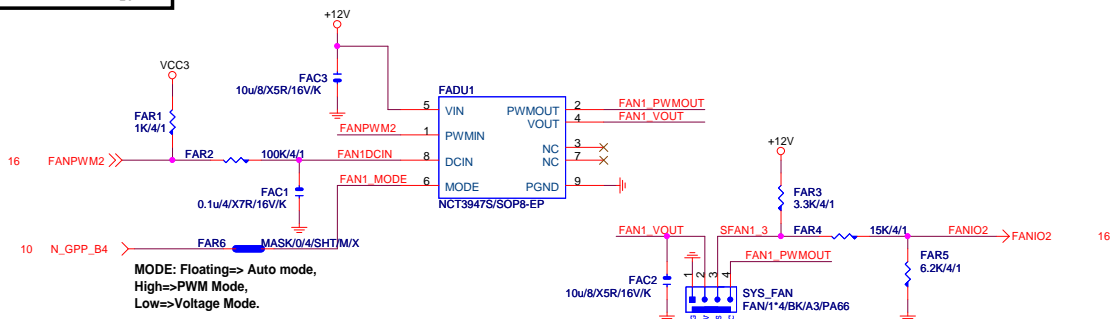 +12V
VCC3
FAC3
10u/8/X5R/16V/K
FADU1
FAR1
1K/4/1
5 VIN PWMOUT 2 FAN1_PWMOUT
VOUT 4 FAN1_VOUT
FANPWM2 1 PWMIN
NC 3
16 FANPWM2 FAR2 100K/4/1 FAN1DCIN 8 DCIN NC 7
+12V
FAN1_MODE 6 MODE PGND 9
FAC1
0.1u/4/X7R/16V/K
NCT3947S/SOP8-EP
FAR3
3.3K/4/1
FAN1_VOUT SFAN1_3 FAR4 15K/4/1 FANIO2 FANIO2 16
10 N_GPP_B4 FAR6 MASK/0/4/SHT/M/X
FAN1_PWMOUT
FAR5
6.2K/4/1
MODE: Floating=> Auto mode,
High=>PWM Mode,
Low=>Voltage Mode.
FAC2
10u/8/X5R/16V/K
1 2 3 4
SYS_FAN
FAN/1*4/BK/A3/PA66